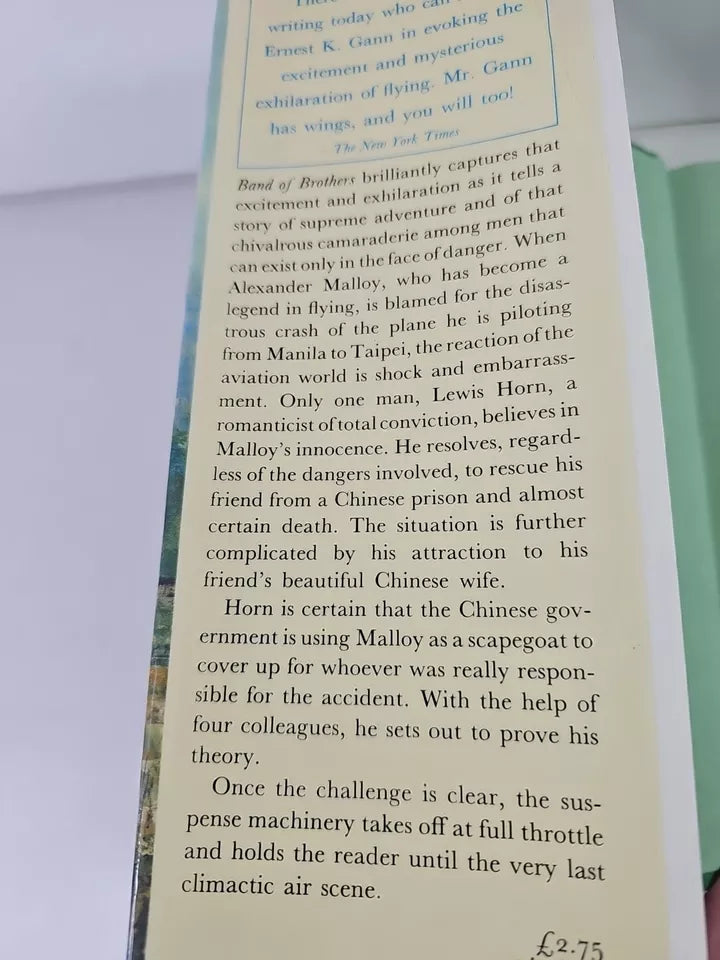 There
writing today who can
Ernest K. Gann in evoking the
excitement and mysterious
exhilaration of flying. Mr. Gann
has wings, and you will too!
The New York Times
Band of Brothers brilliantly captures that
excitement and exhilaration as it tells a
story of supreme adventure and of that
chivalrous camaraderie among men that
can exist only in the face of danger. When
Alexander Malloy, who has become a
legend in flying, is blamed for the disas-
trous crash of the plane he is piloting
from Manila to Taipei, the reaction of the
aviation world is shock and embarrass-
ment. Only one man, Lewis Horn, a
romanticist of total conviction, believes in
Malloy's innocence. He resolves, regard-
less of the dangers involved, to rescue his
friend from a Chinese prison and almost
certain death. The situation is further
complicated by his attraction to his
friend's beautiful Chinese wife.
Horn is certain that the Chinese gov-
ernment is using Malloy as a scapegoat to
cover up for whoever was really respon-
sible for the accident. With the help of
four colleagues, he sets out to prove his
theory.
Once the challenge is clear, the sus-
pense machinery takes off at full throttle
and holds the reader until the very last
climactic air scene.
£2.75